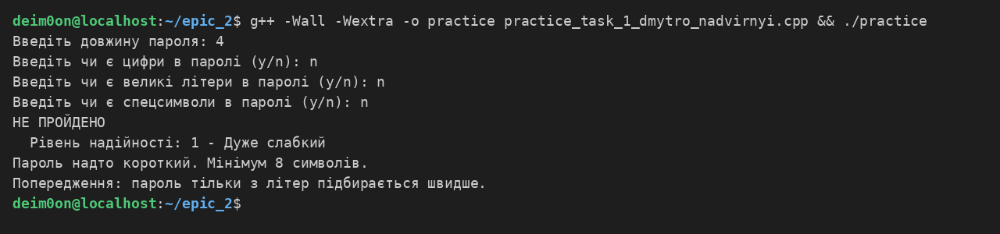 deim0on@localhost:~/epic_2$ g++ -Wall -Wextra -o practice practice_task_1_dmytro_nadvirnyi.cpp && ./practice
Введіть довжину пароля: 4
Введіть чи є цифри в паролі (y/n): n
Введіть чи є великі літери в паролі (y/n): n
Введіть чи є спецсимволи в паролі (y/n): n
НЕ ПРОЙДЕНО
  Рівень надійності: 1 - Дуже слабкий
Пароль надто короткий. Мінімум 8 символів.
Попередження: пароль тільки з літер підбирається швидше.
deim0on@localhost:~/epic_2$